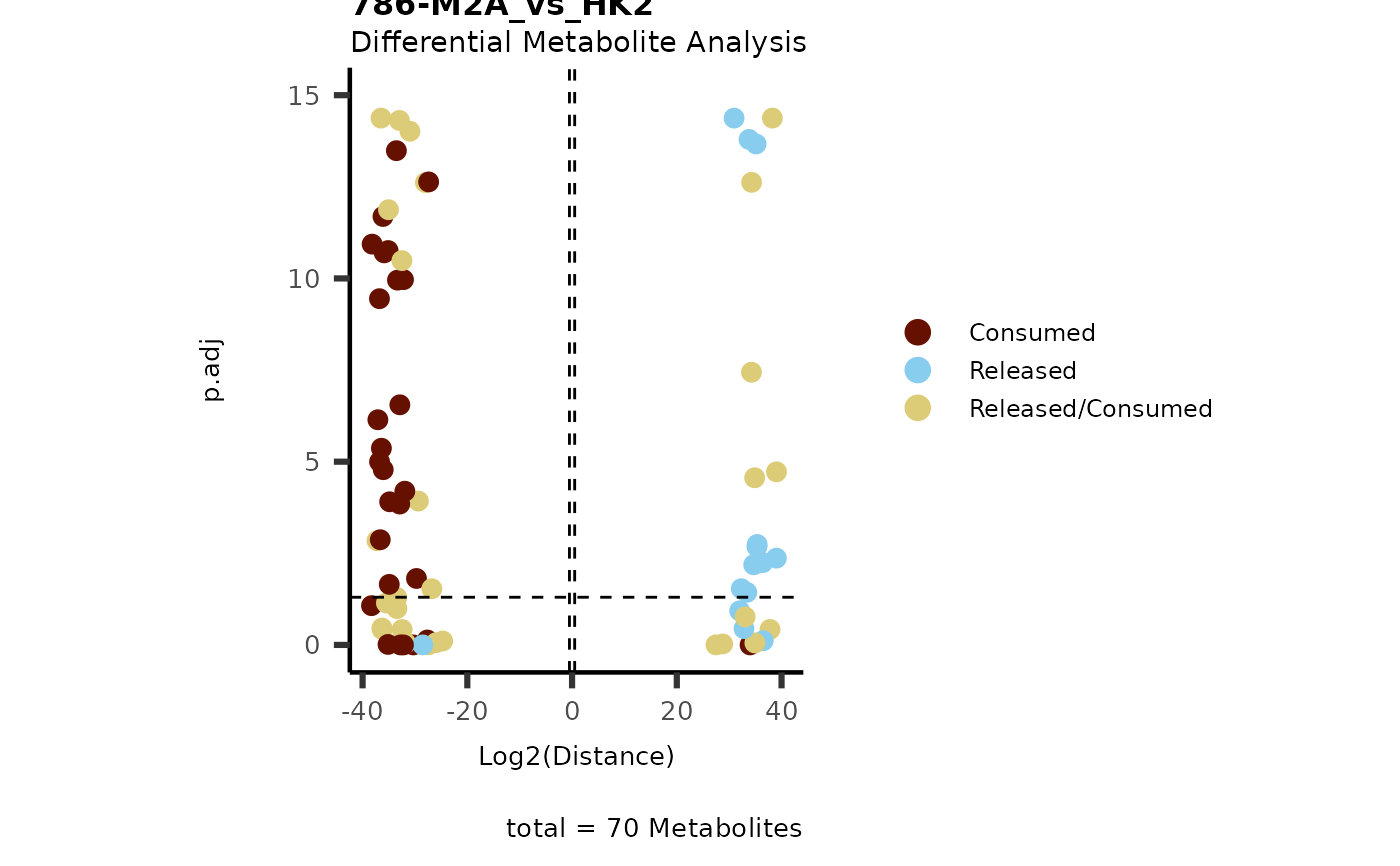 786-M2A_vs_HK2
Differential Metabolite Analysis
15
10
5
0
p.adj
-40 -20 0 20 40
Log2(Distance)
Consumed
Released
Released/Consumed
total = 70 Metabolites